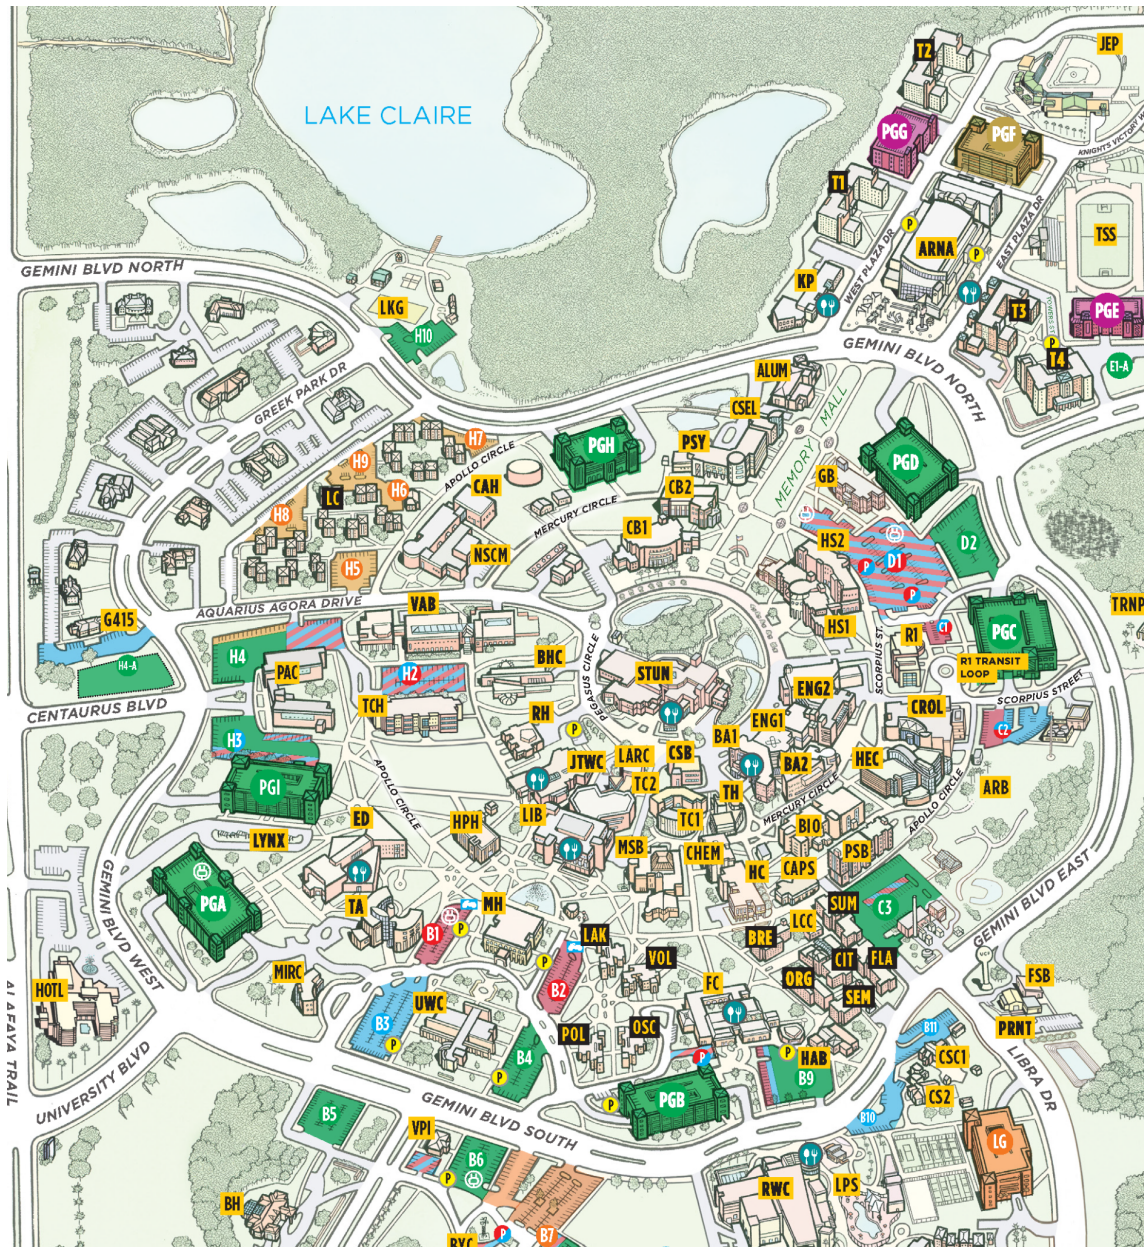 T2
JEP
LAKE CLAIRE
PGG
PGF
T1
P
TSS
ARNA
P
EAST PLAZA DR
WEST PLAZA DR
GEMINI BLVD NORTH
KP
LKG
T3
PGE
P
H10
T4
GEMINI BLVD NORTH
E1-A
ALUM
GREEK PARK DR
CSEL
MEMORY MALL
H7
PSY
PGH
APOLLO CIRCLE
H9
PGD
CAH
GB
CB2
H6
LC
MERCURY CIRCLE
H8
CB1
HS2
D2
NSCM
D1
H5
P
P
AQUARIUS AGORA DRIVE
VAB
TRNP
G415
HS1
C1
R1
PGC
SCORPIUS ST.
H4
BHC
R1 TRANSIT
LOOP
H4-A
PAC
H2
STUN
PEGASUS CIRCLE
ENG2
SCORPIUS STREET
CENTAURUS BLVD
TCH
CROL
RH
ENG1
P
C2
H3
BA1
LARC
CSB
JTWC
BA2
HEC
PGI
APOLLO CIRCLE
TC2
TH
ARB
MERCURY CIRCLE
APOLLO CIRCLE
LIB
ED
HPH
TC1
BIO
LYNX
MSB
CHEM
PSB
HC
CAPS
GEMINI BLVD WEST
PGA
TA
MH
SUM
C3
GEMINI BLVD EAST
LCC
B1
P
LAK
BRE
UCF
VOL
CIT
FLA
P
MIRC
FSB
ORG
HOTL
FC
B2
SEM
UWC
ALAFAYA TRAIL
B3
OSC
PRNT
B11
POL
P
P
HAB
CSC1
P
B4
UNIVERSITY BLVD
LIBRA DR
P
B9
CS2
PGB
P
GEMINI BLVD SOUTH
B5
B10
VPI
LG
B6
P
RWC
LPS
BH
P
B7